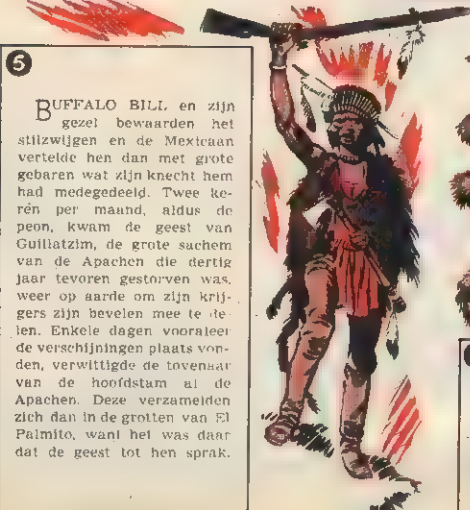 5
BUFFALO BILL en zijn
gezel bewaarden het
stilzwijgen en de Mexicaan
vertelde hen dan met grote
gebaren wat zijn knecht hem
had medegedeeld. Twee ke-
ren per maand, aldus de
peon, kwam de geest van
Guillatzim, de grote sachem
van de Apachen die dertig
jaar tevoren gestorven was,
weer op aarde om zijn krij-
gers zijn bevelen mee te de-
len. Enkele dagen vooraleer
de verschijningen plaats von-
den, verwittigde de tovenaar
van de hoofdstam al de
Apachen. Deze verzamelden
zich dan in de grotten van El
Palmito, want het was daar
dat de geest tot hen sprak.